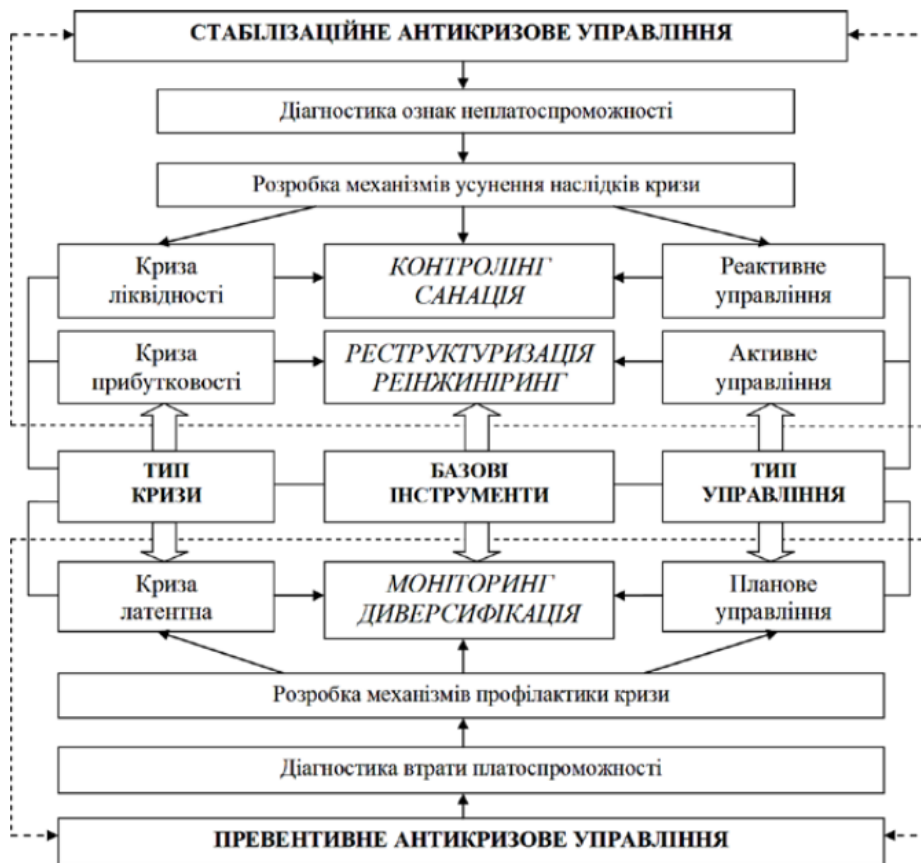 СТАБІЛІЗАЦІЙНЕ АНТИКРИЗОВЕ УПРАВЛІННЯ
Діагностика ознак неплатоспроможності
Розробка механізмів усунення наслідків кризи
Криза
ліквідності
КОНТРОЛІНГ
САНАЦІЯ
Реактивне
управління
Криза
прибутковості
РЕСТРУКТУРИЗАЦІЯ
РЕІНЖИНІРИНГ
Активне
управління
ТИП
КРИЗИ
БАЗОВІ
ІНСТРУМЕНТИ
ТИП
УПРАВЛІННЯ
Криза
латентна
МОНІТОРИНГ
ДИВЕРСИФІКАЦІЯ
Планове
управління
Розробка механізмів профілактики кризи
Діагностика втрати платоспроможності
ПРЕВЕНТИВНЕ АНТИКРИЗОВЕ УПРАВЛІННЯ